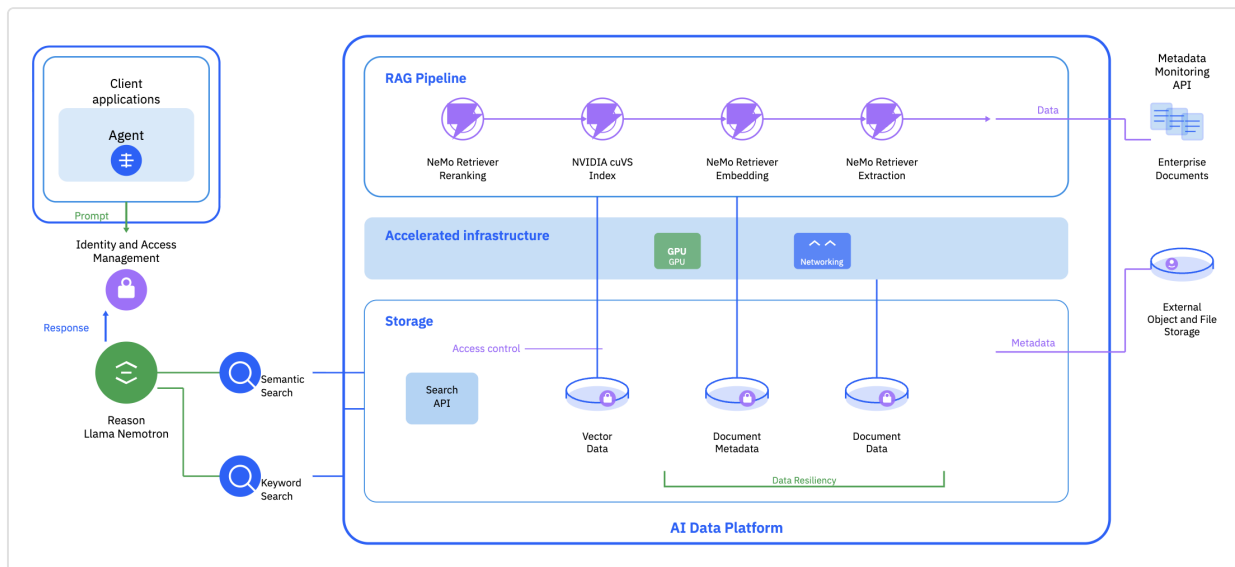 Client
applications
Agent
Prompt
Identity and Access
Management
Response
Reason
Llama Nemotron
Semantic
Search
Keyword
Search
RAG Pipeline
NeMo Retriever
Reranking
NVIDIA cuVS
Index
NeMo Retriever
Embedding
NeMo Retriever
Extraction
Data
Accelerated infrastructure
GPU
GPU
Networking
Storage
Access control
Metadata
Search
API
Vector
Data
Document
Metadata
Document
Data
Data Resiliency
AI Data Platform
Metadata
Monitoring
API
Enterprise
Documents
External
Object and File
Storage